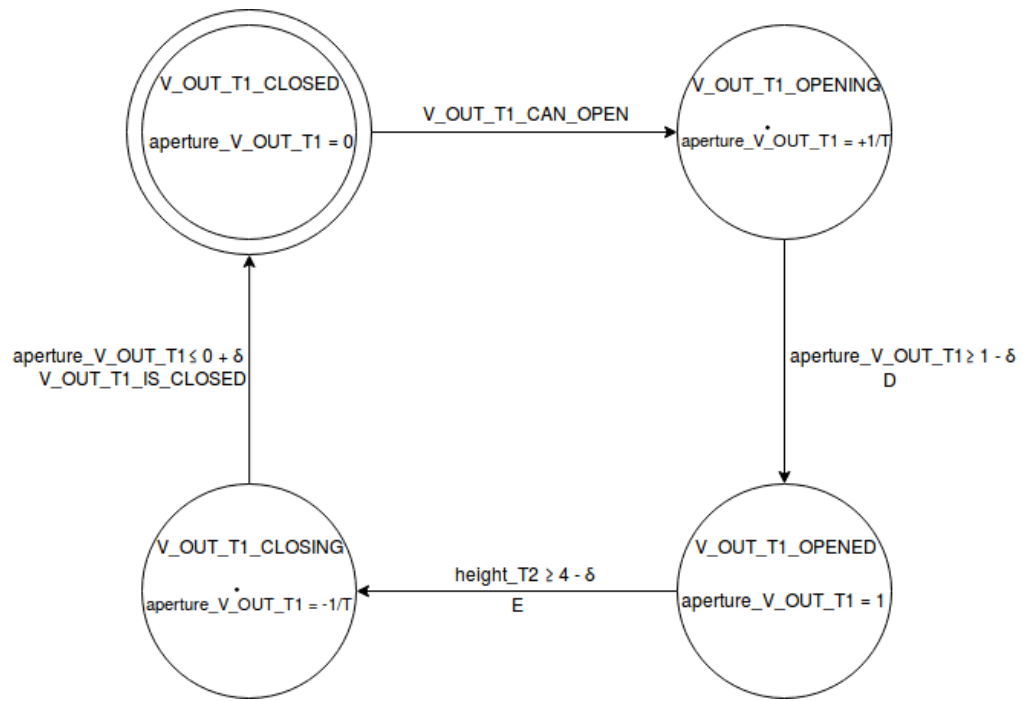 V_OUT_T1_CLOSED
aperture_V_OUT_T1 = 0
V_OUT_T1_CAN_OPEN
V_OUT_T1_OPENING
aperture_V_OUT_T1 = +1/T
aperture_V_OUT_T1 ≤ 0 + δ
V_OUT_T1_IS_CLOSED
aperture_V_OUT_T1 ≥ 1 - δ
D
V_OUT_T1_CLOSING
aperture_V_OUT_T1 = -1/T
height_T2 ≥ 4 - δ
E
V_OUT_T1_OPENED
aperture_V_OUT_T1 = 1